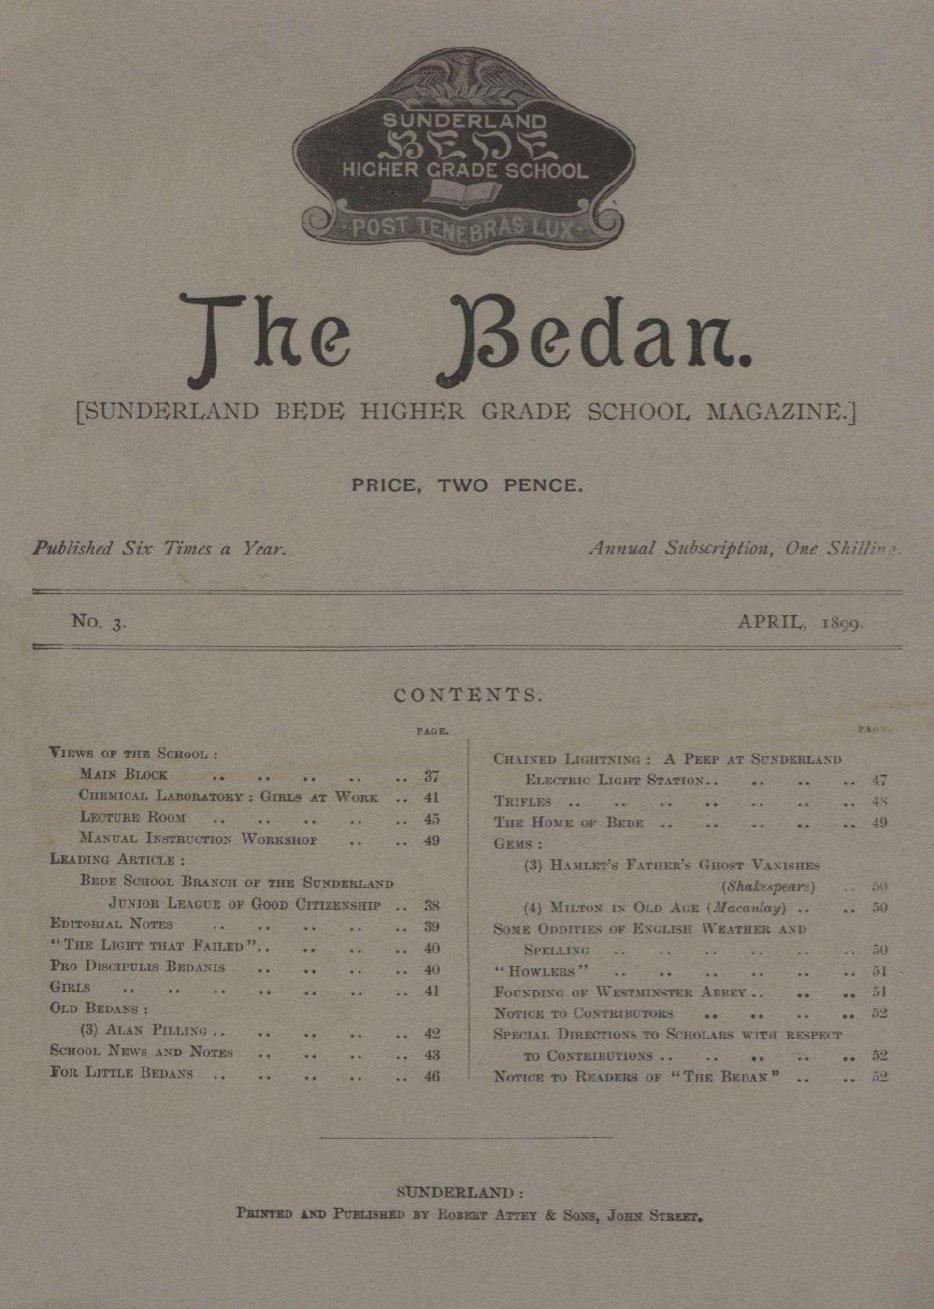 SUNDERLAND
BEDE
HIGHER GRADE SCHOOL
·POST TENEBRAS LUX·
The Bedan.
[SUNDERLAND BEDE HIGHER GRADE SCHOOL MAGAZINE.]
PRICE, TWO PENCE.
Published Six Times a Year.
Annual Subscription, One Shilling.
No. 3.
APRIL, 1899.
CONTENTS.
PAGE.
VIEWS OF THE SCHOOL :
MAIN BLOCK .. .. .. .. .. 37
CHEMICAL LABORATORY : GIRLS AT WORK .. 41
LECTURE ROOM .. .. .. .. .. 45
MANUAL INSTRUCTION WORKSHOP .. .. 49
LEADING ARTICLE :
BEDE SCHOOL BRANCH OF THE SUNDERLAND
JUNIOR LEAGUE OF GOOD CITIZENSHIP .. 38
EDITORIAL NOTES .. .. .. .. .. 39
"THE LIGHT THAT FAILED".. .. .. .. 40
PRO DISCIPULIS BEDANIS .. .. .. .. 40
GIRLS .. .. .. .. .. .. .. 41
OLD BEDANS :
(3) ALAN PILLING .. .. .. .. .. 42
SCHOOL NEWS AND NOTES .. .. .. .. 43
FOR LITTLE BEDANS .. .. .. .. .. 46
PAGE.
CHAINED LIGHTNING : A PEEP AT SUNDERLAND
ELECTRIC LIGHT STATION.. .. .. .. 47
TRIFLES .. .. .. .. .. .. .. 48
THE HOME OF BEDE .. .. .. .. .. 49
GEMS :
(3) HAMLET'S FATHER'S GHOST VANISHES
(Shakespeare) .. 50
(4) MILTON IN OLD AGE (Macaulay) .. .. 50
SOME ODDITIES OF ENGLISH WEATHER AND
SPELLING .. .. .. .. .. .. 50
"HOWLERS" .. .. .. .. .. .. 51
FOUNDING OF WESTMINSTER ABBEY .. .. .. 51
NOTICE TO CONTRIBUTORS .. .. .. .. 52
SPECIAL DIRECTIONS TO SCHOLARS WITH RESPECT
TO CONTRIBUTIONS .. .. .. .. .. 52
NOTICE TO READERS OF "THE BEDAN" .. .. 52
SUNDERLAND :
PRINTED AND PUBLISHED BY ROBERT ATTEY & SONS, JOHN STREET.